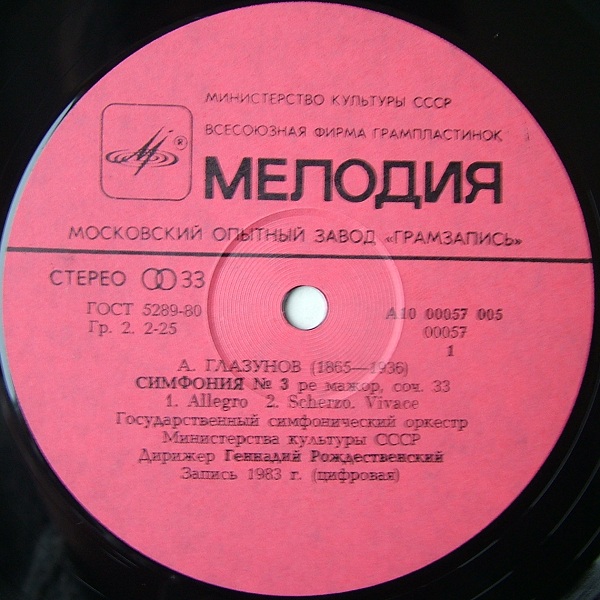 МИНИСТЕРСТВО КУЛЬТУРЫ СССР
ВСЕСОЮЗНАЯ ФИРМА ГРАМПЛАСТИНОК
®
МЕЛОДИЯ
МОСКОВСКИЙ ОПЫТНЫЙ ЗАВОД «ГРАМЗАПИСЬ»
СТЕРЕО 33
ГОСТ 5289-80 А10 00057 005
Гр. 2. 2-25 00057
1
А. ГЛАЗУНОВ (1865—1936)
СИМФОНИЯ № 3 ре мажор, соч. 33
1. Allegro 2. Scherzo. Vivace
Государственный симфонический оркестр
Министерства культуры СССР
Дирижер Геннадий Рождественский
Запись 1983 г. (цифровая)